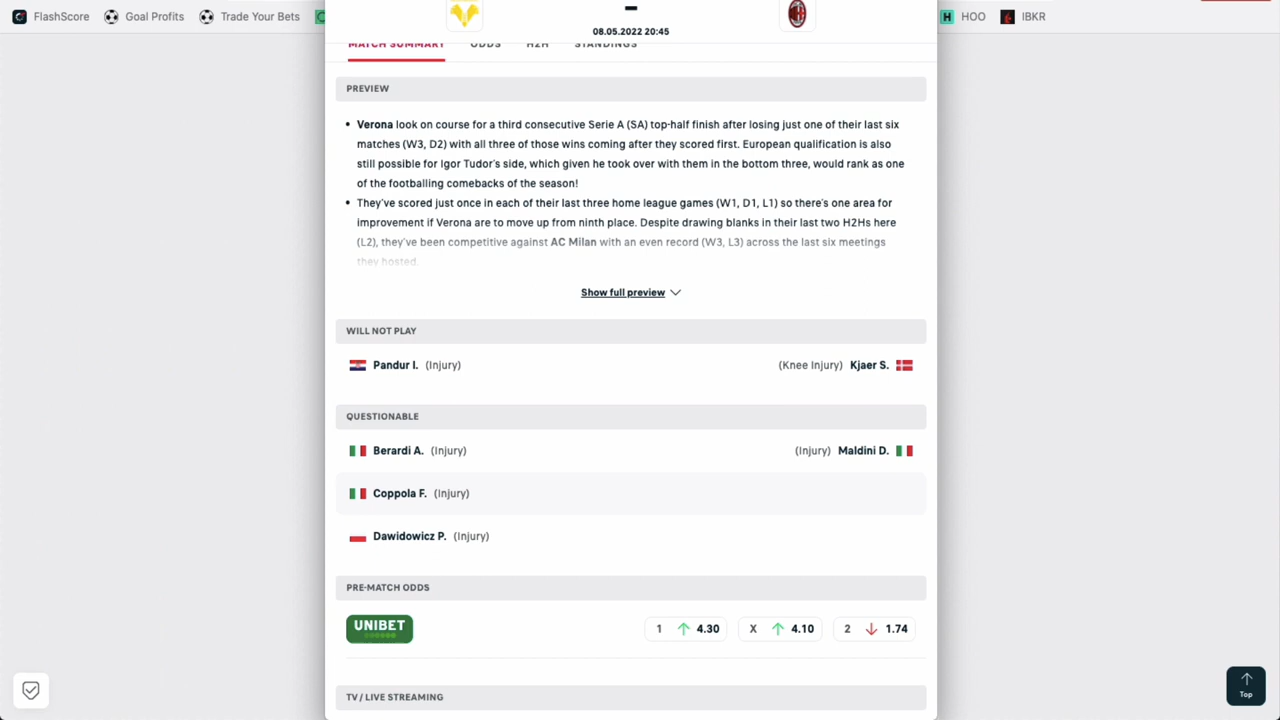 FlashScore
Goal Profits
Trade Your Bets
HOO
IBKR
-
08.05.2022 20:45
MATCH SUMMARY
ODDS
H2H
STANDINGS
PREVIEW
• Verona look on course for a third consecutive Serie A (SA) top-half finish after losing just one of their last six
matches (W3, D2) with all three of those wins coming after they scored first. European qualification is also
still possible for Igor Tudor's side, which given he took over with them in the bottom three, would rank as one
of the footballing comebacks of the season!
• They've scored just once in each of their last three home league games (W1, D1, L1) so there's one area for
improvement if Verona are to move up from ninth place. Despite drawing blanks in their last two H2Hs here
(L2), they've been competitive against AC Milan with an even record (W3, L3) across the last six meetings
they hosted.
Show full preview
WILL NOT PLAY
Pandur I. (Injury)
(Knee Injury) Kjaer S.
QUESTIONABLE
Berardi A. (Injury)
(Injury) Maldini D.
Coppola F. (Injury)
Dawidowicz P. (Injury)
PRE-MATCH ODDS
UNIBET
1 4.30
X 4.10
2 1.74
TV / LIVE STREAMING
Top